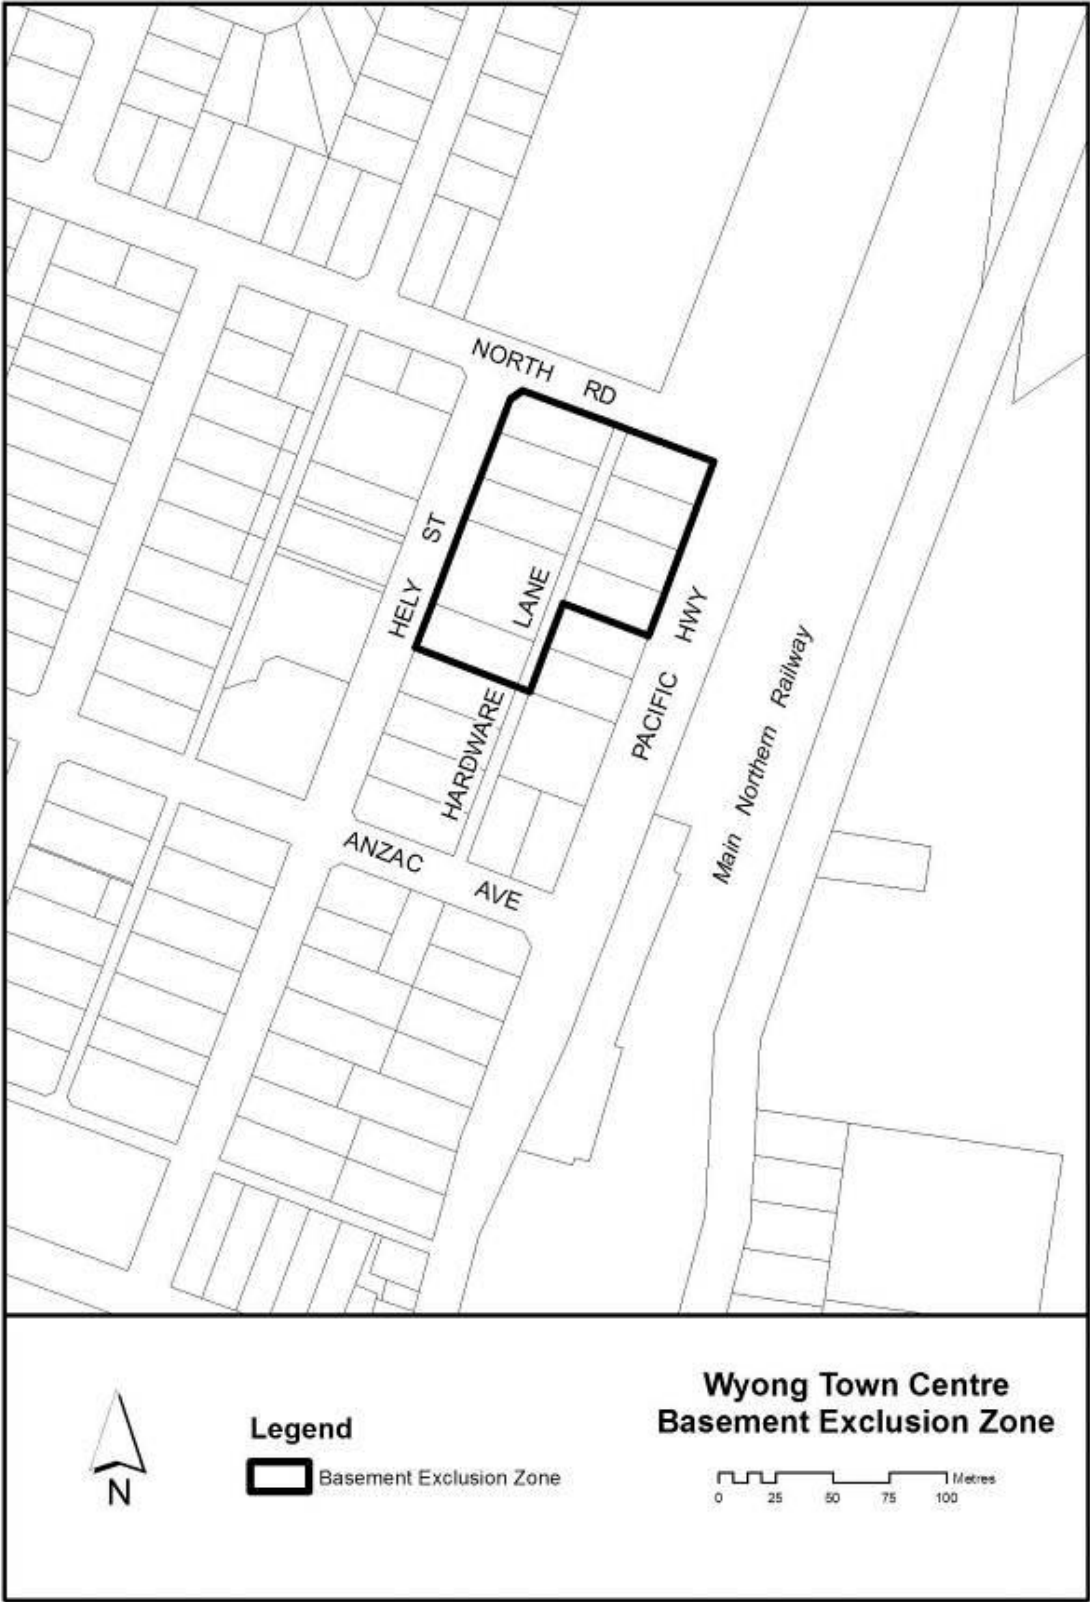 NORTH RD
HELY ST
HARDWARE LANE
PACIFIC HWY
Main Northern Railway
ANZAC AVE
N
Legend
Basement Exclusion Zone
Wyong Town Centre
Basement Exclusion Zone
Metres
0 25 50 75 100